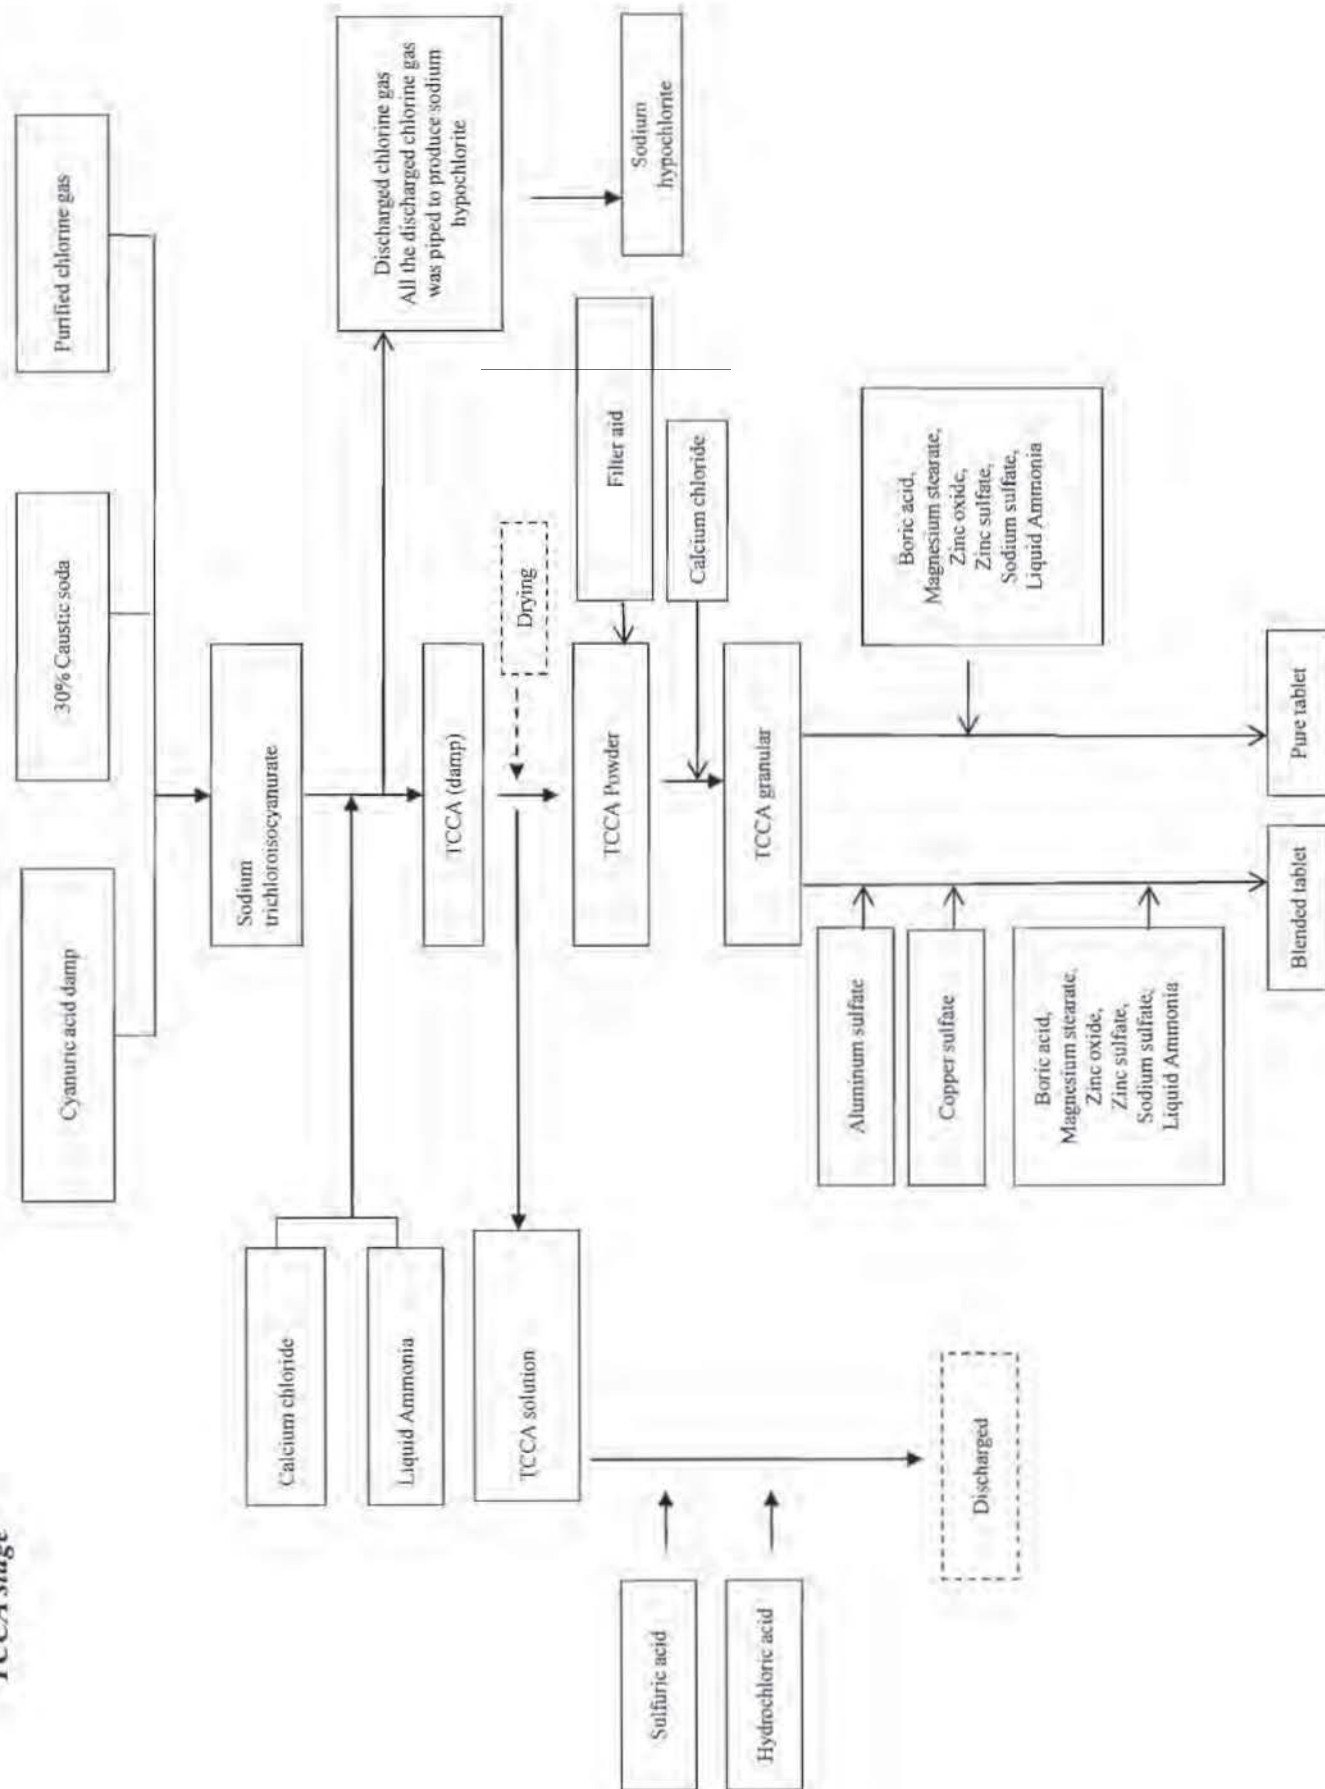 TCCA stage
Cyanuric acid damp
30% Caustic soda
Purified chlorine gas
Sodium
trichloroisocyanurate
Calcium chloride
Liquid Ammonia
Discharged chlorine gas
All the discharged chlorine gas
was piped to produce sodium
hypochlorite
Sodium
hypochlorite
TCCA (damp)
Drying
TCCA solution
TCCA Powder
Filter aid
Calcium chloride
Sulfuric acid
Hydrochloric acid
Discharged
TCCA granular
Aluminum sulfate
Copper sulfate
Boric acid,
Magnesium stearate,
Zinc oxide,
Zinc sulfate,
Sodium sulfate,
Liquid Ammonia
Boric acid,
Magnesium stearate,
Zinc oxide,
Zinc sulfate,
Sodium sulfate,
Liquid Ammonia
Blended tablet
Pure tablet